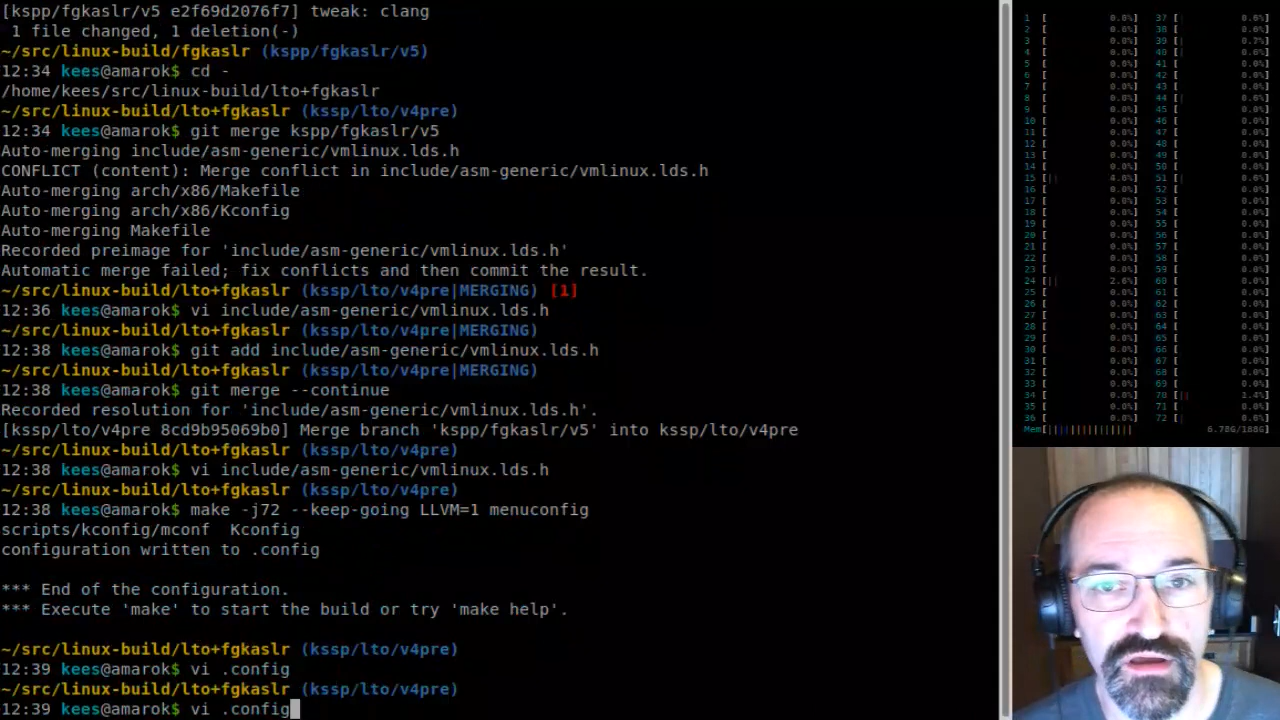 [kspp/fgkaslr/v5 e2f69d2076f7] tweak: clang
 1 file changed, 1 deletion(-)
~/src/linux-build/fgkaslr (kspp/fgkaslr/v5)
12:34 kees@amarok$ cd -
/home/kees/src/linux-build/lto+fgkaslr
~/src/linux-build/lto+fgkaslr (kssp/lto/v4pre)
12:34 kees@amarok$ git merge kspp/fgkaslr/v5
Auto-merging include/asm-generic/vmlinux.lds.h
CONFLICT (content): Merge conflict in include/asm-generic/vmlinux.lds.h
Auto-merging arch/x86/Makefile
Auto-merging arch/x86/Kconfig
Auto-merging Makefile
Recorded preimage for 'include/asm-generic/vmlinux.lds.h'
Automatic merge failed; fix conflicts and then commit the result.
~/src/linux-build/lto+fgkaslr (kssp/lto/v4pre|MERGING) [1]
12:36 kees@amarok$ vi include/asm-generic/vmlinux.lds.h
~/src/linux-build/lto+fgkaslr (kssp/lto/v4pre|MERGING)
12:38 kees@amarok$ git add include/asm-generic/vmlinux.lds.h
~/src/linux-build/lto+fgkaslr (kssp/lto/v4pre|MERGING)
12:38 kees@amarok$ git merge --continue
Recorded resolution for 'include/asm-generic/vmlinux.lds.h'.
[kssp/lto/v4pre 8cd9b95069b0] Merge branch 'kspp/fgkaslr/v5' into kssp/lto/v4pre
~/src/linux-build/lto+fgkaslr (kssp/lto/v4pre)
12:38 kees@amarok$ vi include/asm-generic/vmlinux.lds.h
~/src/linux-build/lto+fgkaslr (kssp/lto/v4pre)
12:38 kees@amarok$ make -j72 --keep-going LLVM=1 menuconfig
scripts/kconfig/mconf  Kconfig
configuration written to .config
*** End of the configuration.
*** Execute 'make' to start the build or try 'make help'.
~/src/linux-build/lto+fgkaslr (kssp/lto/v4pre)
12:39 kees@amarok$ vi .config
~/src/linux-build/lto+fgkaslr (kssp/lto/v4pre)
12:39 kees@amarok$ vi .config